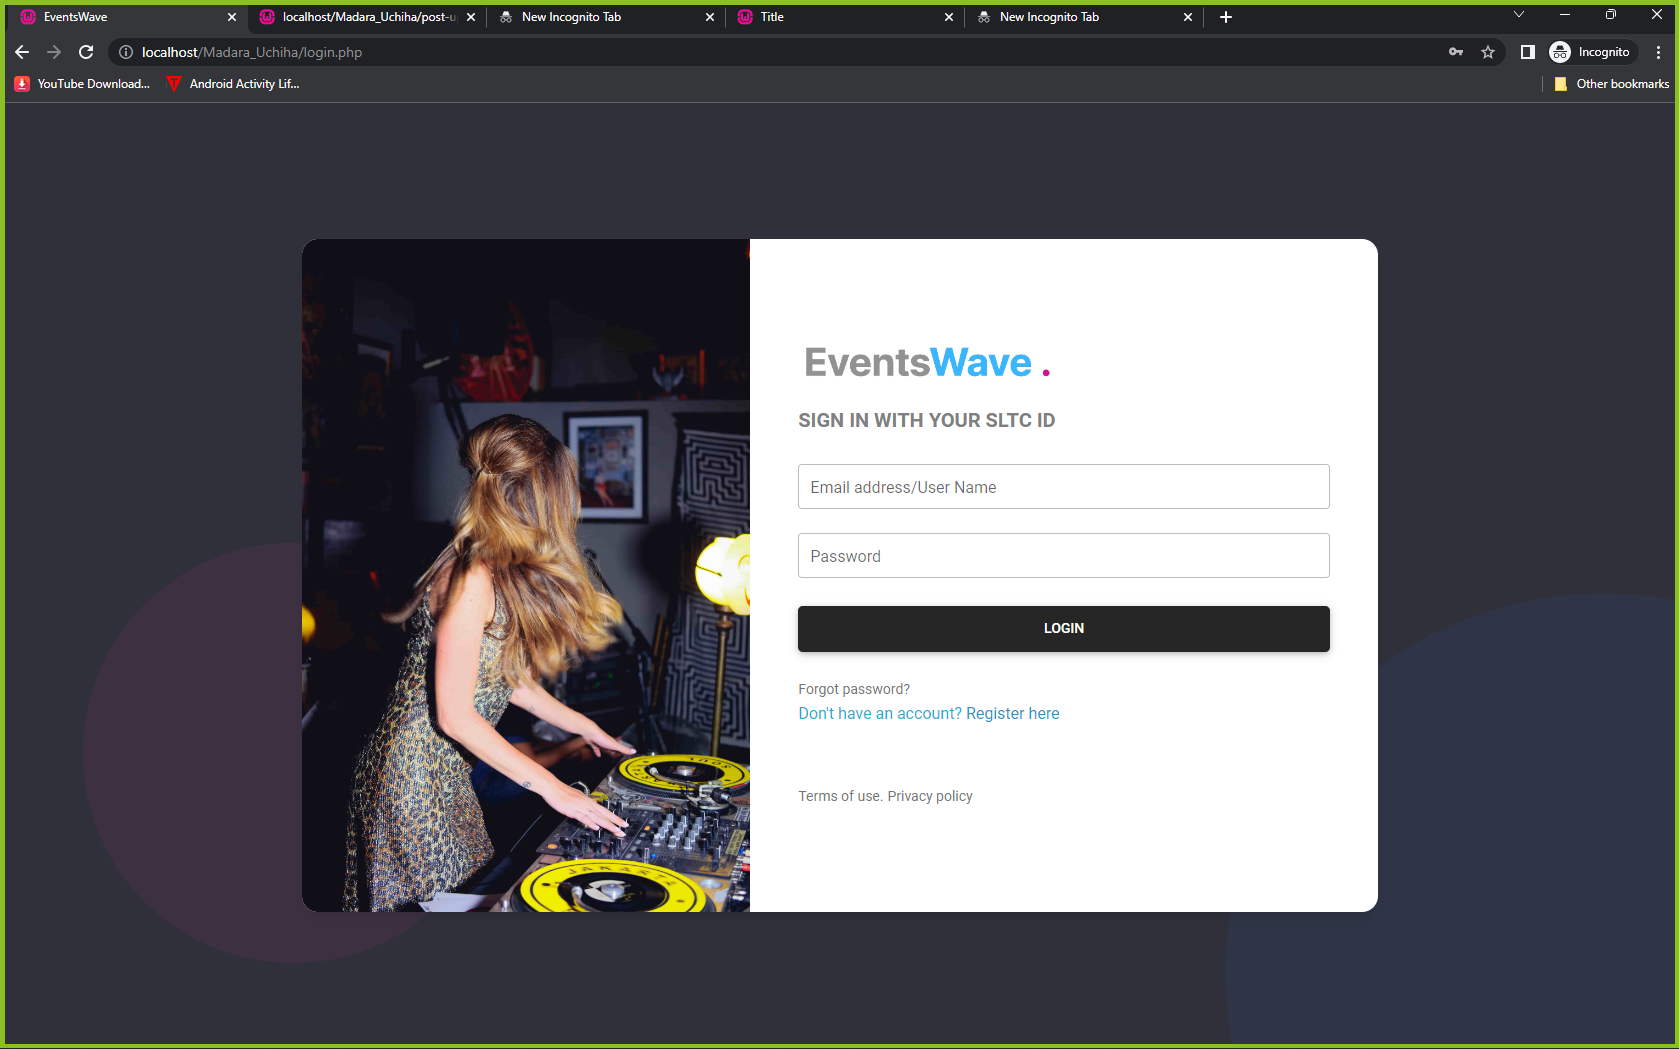 EventsWave
localhost/Madara_Uchiha/post-u
New Incognito Tab
Title
New Incognito Tab
localhost/Madara_Uchiha/login.php
Incognito
YouTube Download...
Android Activity Lif...
Other bookmarks
EventsWave .
SIGN IN WITH YOUR SLTC ID
Email address/User Name
Password
LOGIN
Forgot password?
Don't have an account? Register here
Terms of use. Privacy policy
JAKARTA